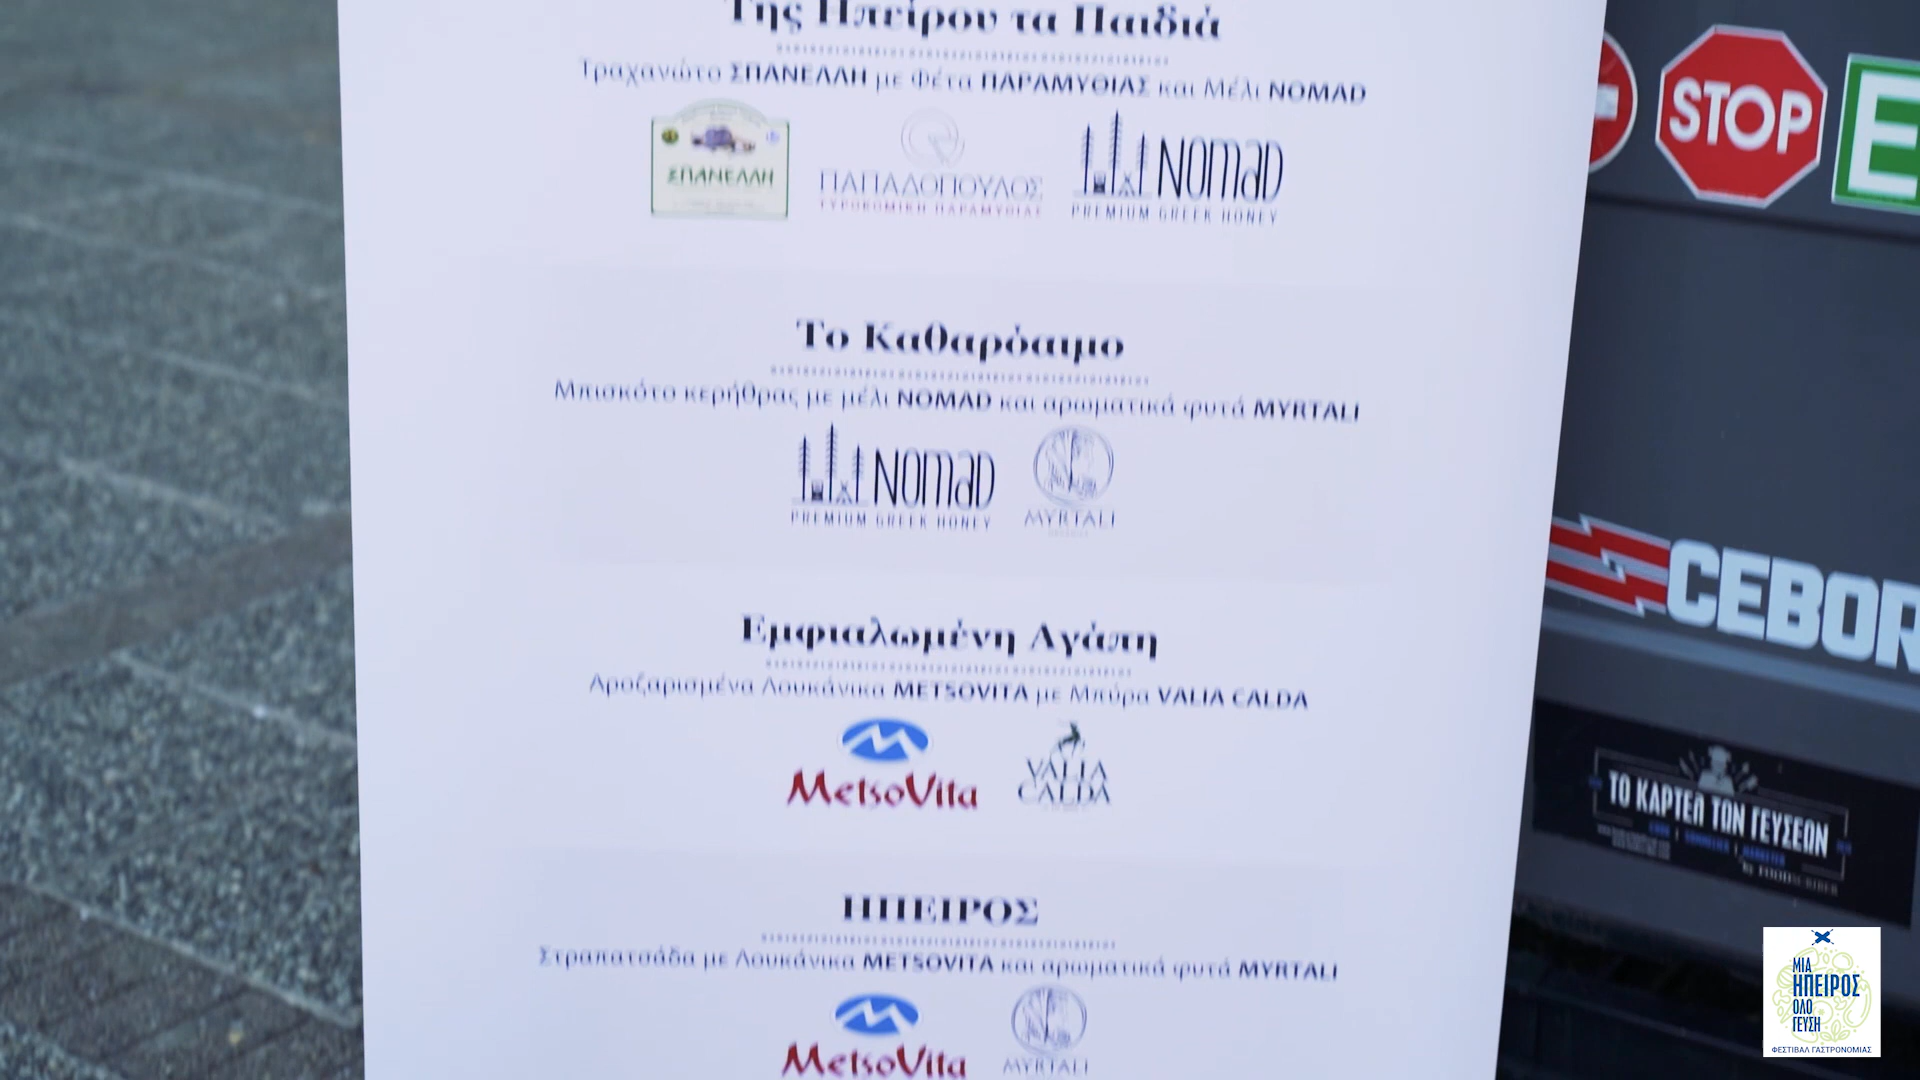 Της Ηπείρου τα Παιδιά
Τραχανώτο ΣΠΑΝΕΛΛΗ με Φέτα ΠΑΡΑΜΥΘΙΑΣ και Μέλι NOMAD
ΣΠΑΝΕΛΛΗ
ΠΑΠΑΔΟΠΟΥΛΟΣ
ΤΥΡΟΚΟΜΙΚΗ ΠΑΡΑΜΥΘΙΑΣ
NOMAD
PREMIUM GREEK HONEY
Το Καθαρόαιμο
Μπισκότο κερήθρας με μέλι NOMAD και αρωματικά φυτά MYRTALI
NOMAD
PREMIUM GREEK HONEY
MYRTALI
Εμφιαλωμένη Αγάπη
Αροζαρισμένα Λουκάνικα METSOVITA με Μπύρα VALIA CALDA
MetsoVita
VALIA
CALDA
ΗΠΕΙΡΟΣ
Στραπατσάδα με Λουκάνικα METSOVITA και αρωματικά φυτά MYRTALI
MetsoVita
MYRTALI
STOP
E
CEBOR
ΤΟ ΚΑΡΤΕΛ ΤΩΝ ΓΕΥΣΕΩΝ
ΜΙΑ
ΗΠΕΙΡΟΣ
ΟΛΟ
ΓΕΥΣΗ
ΦΕΣΤΙΒΑΛ ΓΑΣΤΡΟΝΟΜΙΑΣ